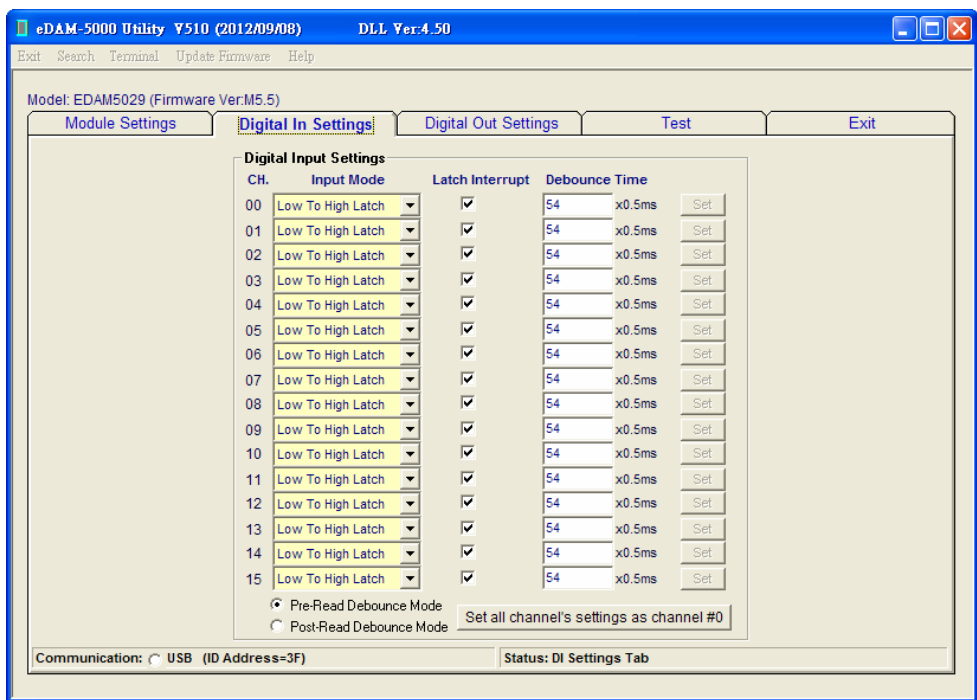 eDAM-5000 Utility V510 (2012/09/08) DLL Ver:4.50
Exit Search Terminal Update Firmware Help
Model: EDAM5029 (Firmware Ver:M5.5)
Module Settings Digital In Settings Digital Out Settings Test Exit
Digital Input Settings
CH. Input Mode Latch Interrupt Debounce Time
00 Low To High Latch 54 x0.5ms Set
01 Low To High Latch 54 x0.5ms Set
02 Low To High Latch 54 x0.5ms Set
03 Low To High Latch 54 x0.5ms Set
04 Low To High Latch 54 x0.5ms Set
05 Low To High Latch 54 x0.5ms Set
06 Low To High Latch 54 x0.5ms Set
07 Low To High Latch 54 x0.5ms Set
08 Low To High Latch 54 x0.5ms Set
09 Low To High Latch 54 x0.5ms Set
10 Low To High Latch 54 x0.5ms Set
11 Low To High Latch 54 x0.5ms Set
12 Low To High Latch 54 x0.5ms Set
13 Low To High Latch 54 x0.5ms Set
14 Low To High Latch 54 x0.5ms Set
15 Low To High Latch 54 x0.5ms Set
Pre-Read Debounce Mode
Post-Read Debounce Mode
Set all channel's settings as channel #0
Communication: USB (ID Address=3F) Status: DI Settings Tab